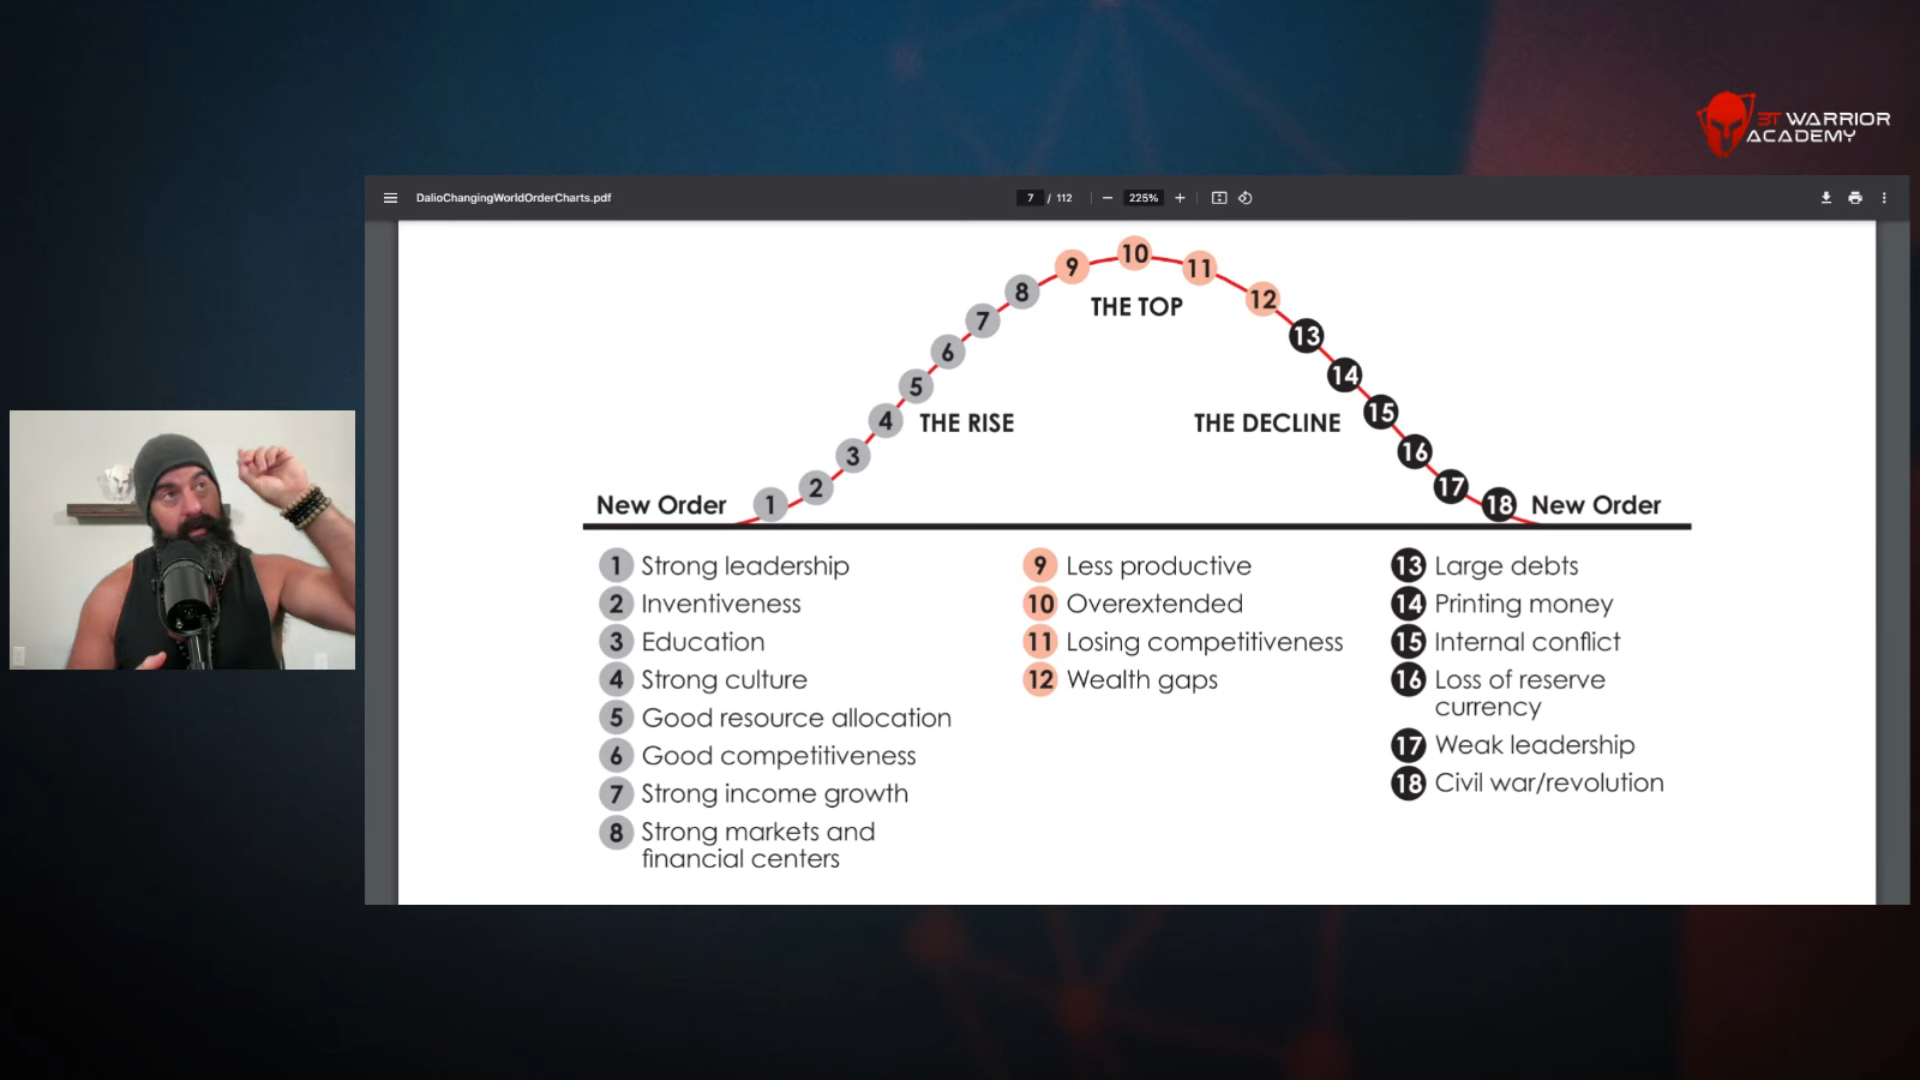 3T WARRIOR
ACADEMY
DalioChangingWorldOrderCharts.pdf
7 / 112
225%
9
10
11
8
12
THE TOP
7
13
6
14
5
15
4
THE RISE
THE DECLINE
3
16
2
17
New Order
1
18
New Order
1 Strong leadership
2 Inventiveness
3 Education
4 Strong culture
5 Good resource allocation
6 Good competitiveness
7 Strong income growth
8 Strong markets and
financial centers
9 Less productive
10 Overextended
11 Losing competitiveness
12 Wealth gaps
13 Large debts
14 Printing money
15 Internal conflict
16 Loss of reserve
currency
17 Weak leadership
18 Civil war/revolution